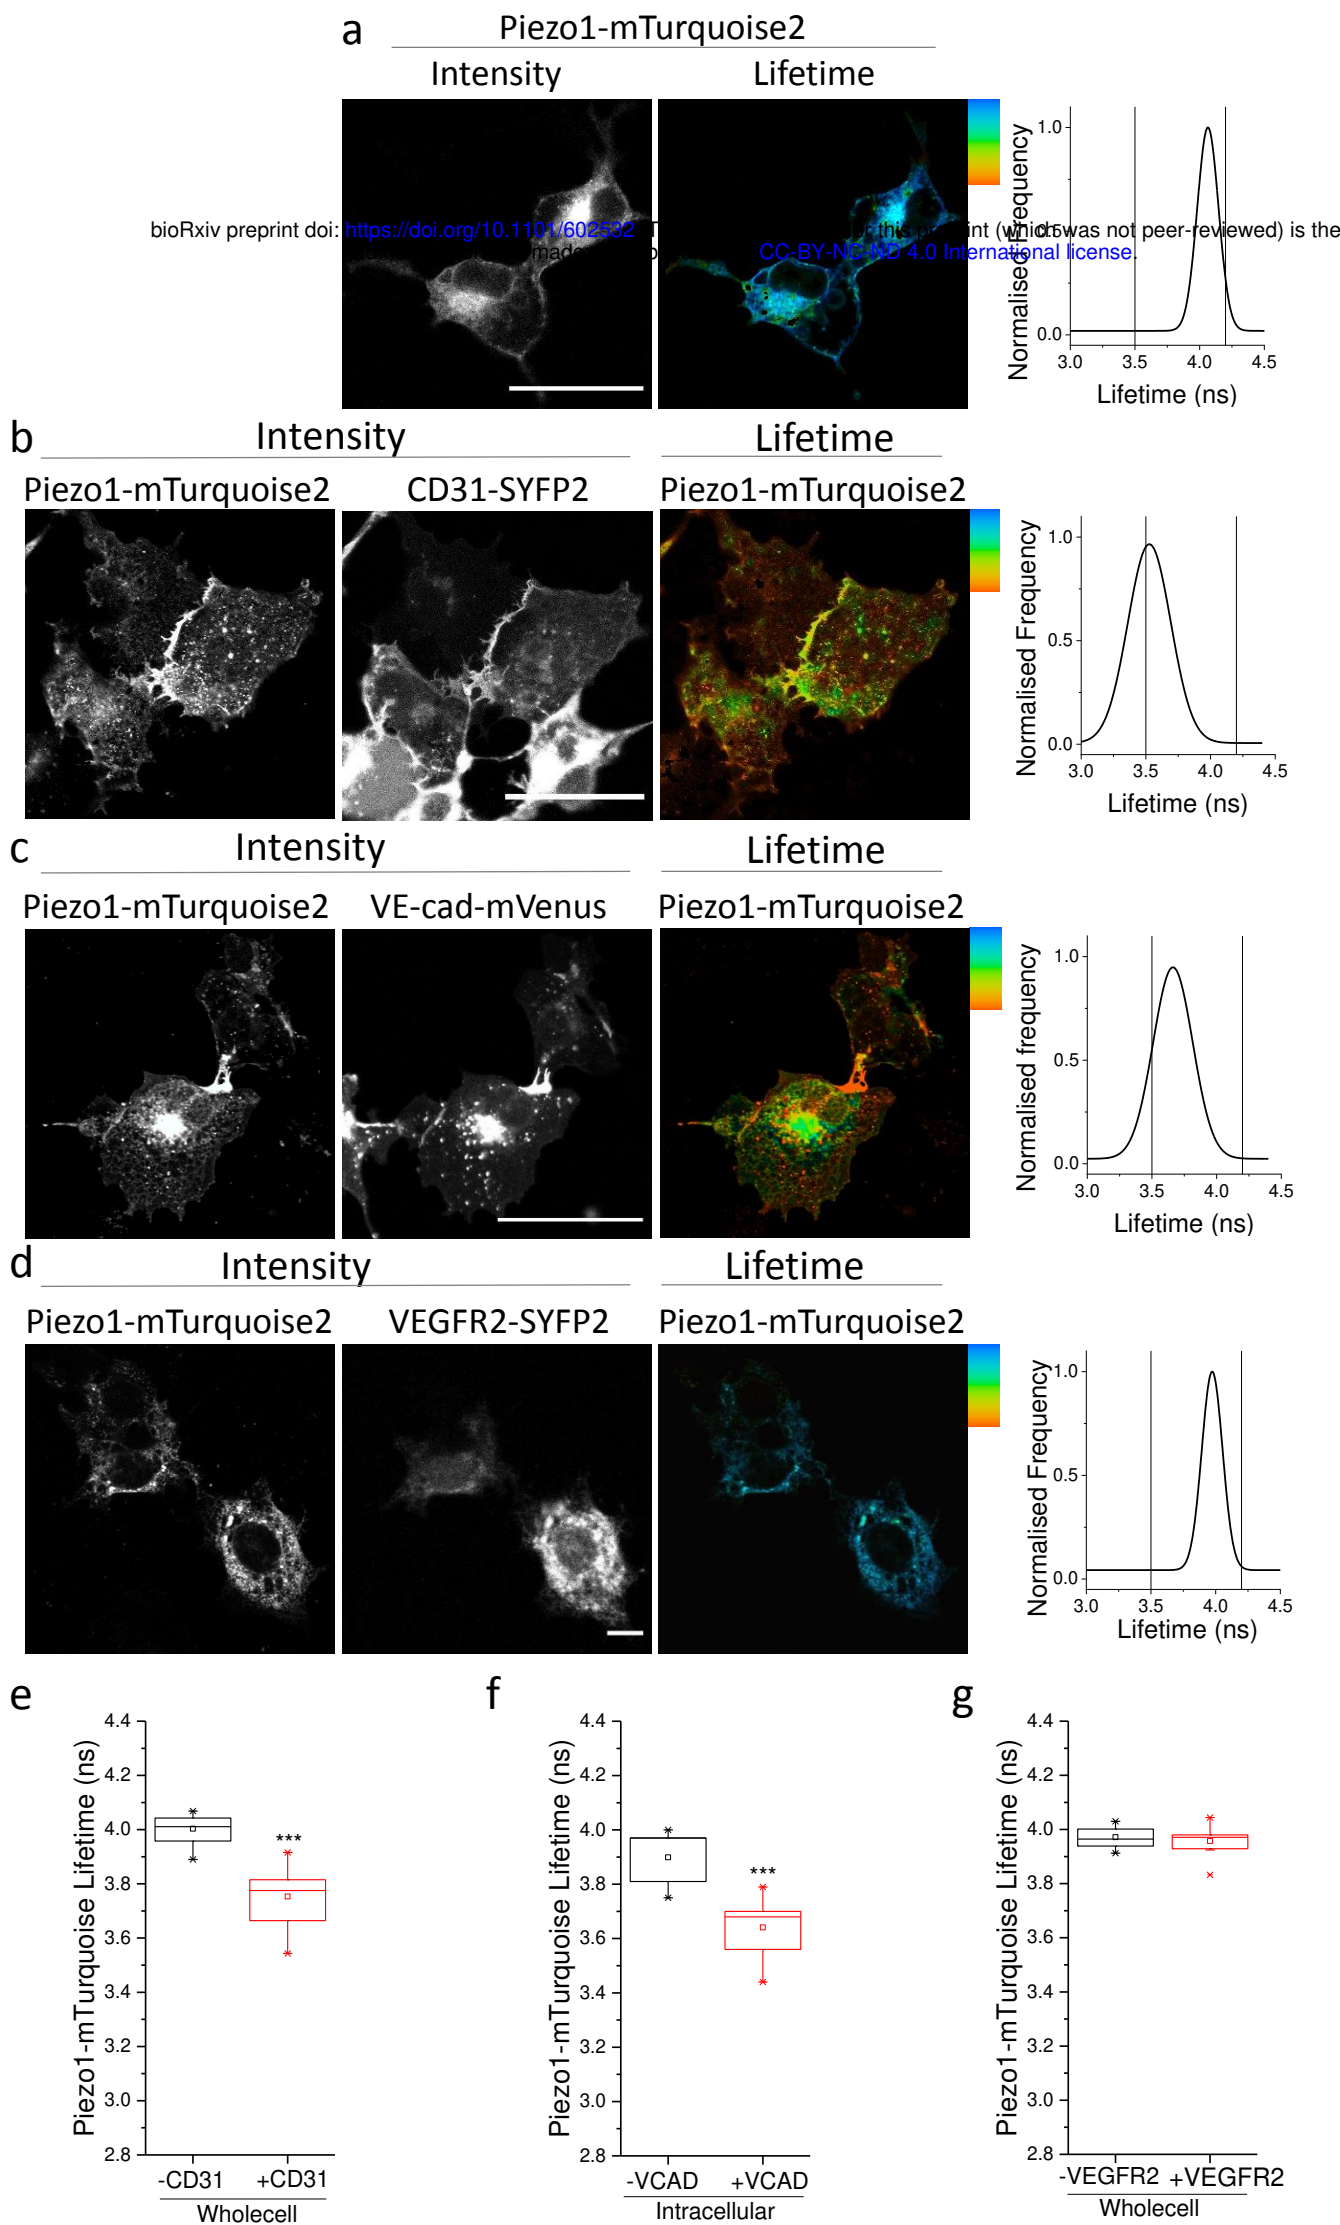 a
Piezo1-mTurquoise2
Intensity Lifetime
Normalised Frequency
1.0
0.5
0.0
3.0 3.5 4.0 4.5
Lifetime (ns)
bioRxiv preprint doi: https://doi.org/10.1101/602532 this int (which was not peer-reviewed) is the
made CC-BY-NC-ND 4.0 International license.
b
Intensity Lifetime
Piezo1-mTurquoise2 CD31-SYFP2 Piezo1-mTurquoise2
Normalised Frequency
1.0
0.5
0.0
3.0 3.5 4.0 4.5
Lifetime (ns)
c
Intensity Lifetime
Piezo1-mTurquoise2 VE-cad-mVenus Piezo1-mTurquoise2
Normalised frequency
1.0
0.5
0.0
3.0 3.5 4.0 4.5
Lifetime (ns)
d
Intensity Lifetime
Piezo1-mTurquoise2 VEGFR2-SYFP2 Piezo1-mTurquoise2
Normalised Frequency
1.0
0.5
0.0
3.0 3.5 4.0 4.5
Lifetime (ns)
e
Piezo1-mTurquoise Lifetime (ns)
4.4
4.2
4.0
3.8
3.6
3.4
3.2
3.0
2.8
***
-CD31 +CD31
Wholecell
f
Piezo1-mTurquoise Lifetime (ns)
4.4
4.2
4.0
3.8
3.6
3.4
3.2
3.0
2.8
***
-VCAD +VCAD
Intracellular
g
Piezo1-mTurquoise Lifetime (ns)
4.4
4.2
4.0
3.8
3.6
3.4
3.2
3.0
2.8
-VEGFR2 +VEGFR2
Wholecell